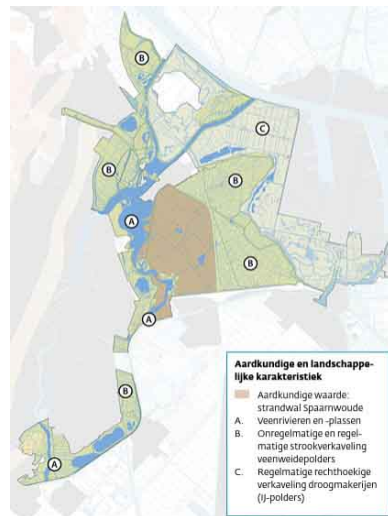 B
C
B
B
A
B
A
B
A
Aardkundige en landschappe-
lijke karakteristiek
Aardkundige waarde:
strandwal Spaarnwoude
A. Veenrivieren en -plassen
B. Onregelmatige en regel-
matige strookverkaveling
veenweidepolders
C. Regelmatige rechthoekige
verkaveling droogmakerijen
(IJ-polders)